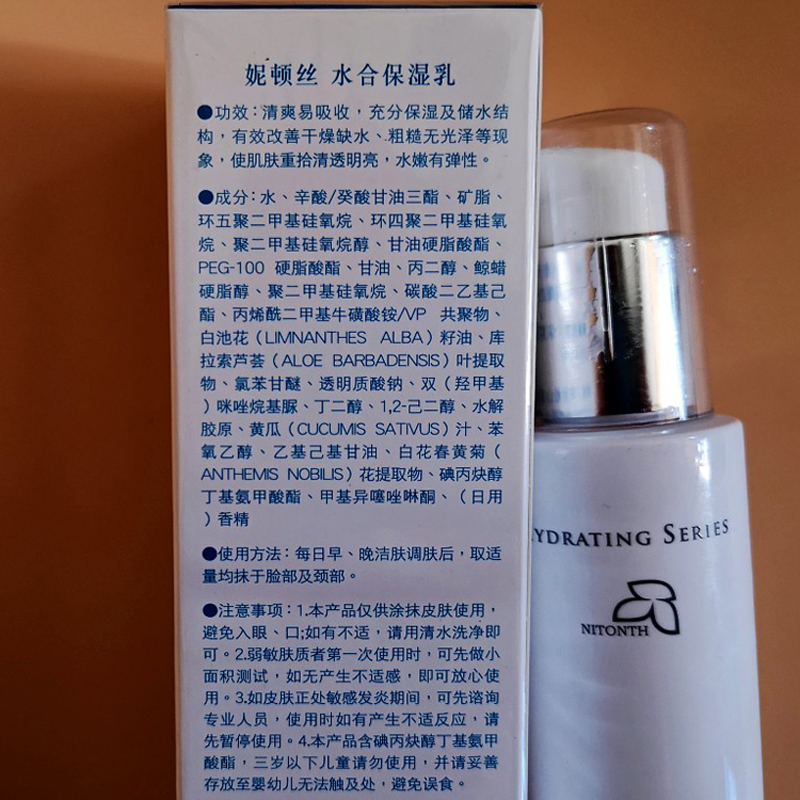 妮顿丝 水合保湿乳
●功效:清爽易吸收，充分保湿及储水结
构，有效改善干燥缺水、粗糙无光泽等现
象，使肌肤重拾清透明亮，水嫩有弹性。
●成分:水、辛酸/癸酸甘油三酯、矿脂、
环五聚二甲基硅氧烷、环四聚二甲基硅氧
烷、聚二甲基硅氧烷醇、甘油硬脂酸酯、
PEG-100 硬脂酸酯、甘油、丙二醇、鲸蜡
硬脂醇、聚二甲基硅氧烷、碳酸二乙基己
酯、丙烯酰二甲基牛磺酸铵/VP 共聚物、
白池花（LIMNANTHES ALBA）籽油、库
拉索芦荟（ALOE BARBADENSIS）叶提取
物、氯苯甘醚、透明质酸钠、双（羟甲基
）咪唑烷基脲、丁二醇、1,2-己二醇、水解
胶原、黄瓜（CUCUMIS SATIVUS）汁、苯
氧乙醇、乙基己基甘油、白花春黄菊（
ANTHEMIS NOBILIS）花提取物、碘丙炔醇
丁基氨甲酸酯、甲基异噻唑啉酮、（日用
）香精
●使用方法：每日早、晚洁肤调肤后，取适
量均抹于脸部及颈部。
●注意事项：1.本产品仅供涂抹皮肤使用，
避免入眼、口;如有不适，请用清水洗净即
可。2.弱敏肤质者第一次使用时，可先做小
面积测试，如无产生不适感，即可放心使
用。3.如皮肤正处敏感发炎期间，可先谘询
专业人员，使用时如有产生不适反应，请
先暂停使用。4.本产品含碘丙炔醇丁基氨甲
酸酯，三岁以下儿童请勿使用，并请妥善
存放至婴幼儿无法触及处，避免误食。
YDRATING SERIES
NITONTH